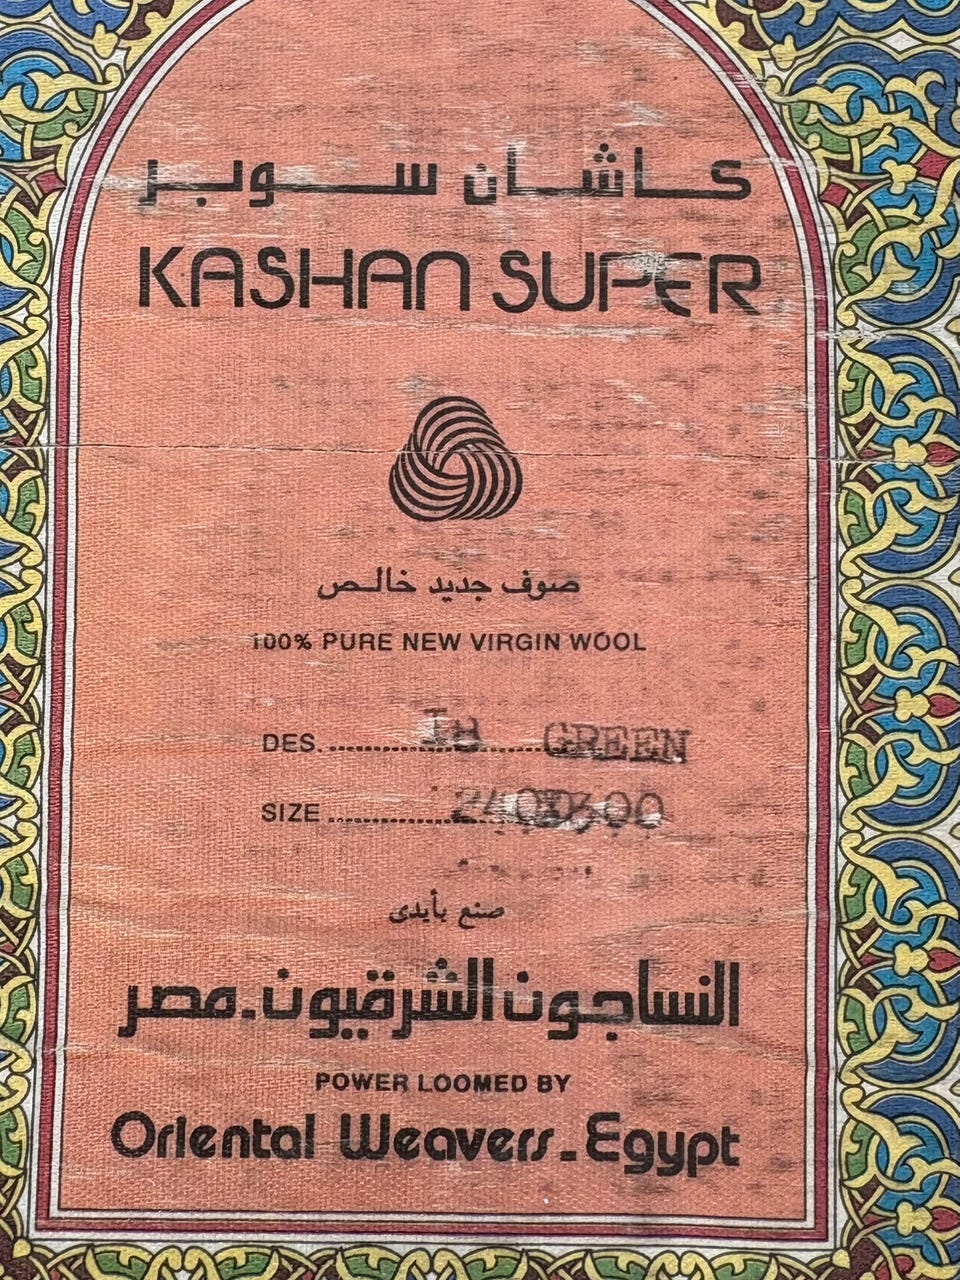 كاشان سوبر
KASHAN SUPER
صوف جديد خالص
100% PURE NEW VIRGIN WOOL
DES. GREEN
SIZE
صنع بأيدى
النساجون الشرقيون - مصر
POWER LOOMED BY
Oriental Weavers - Egypt